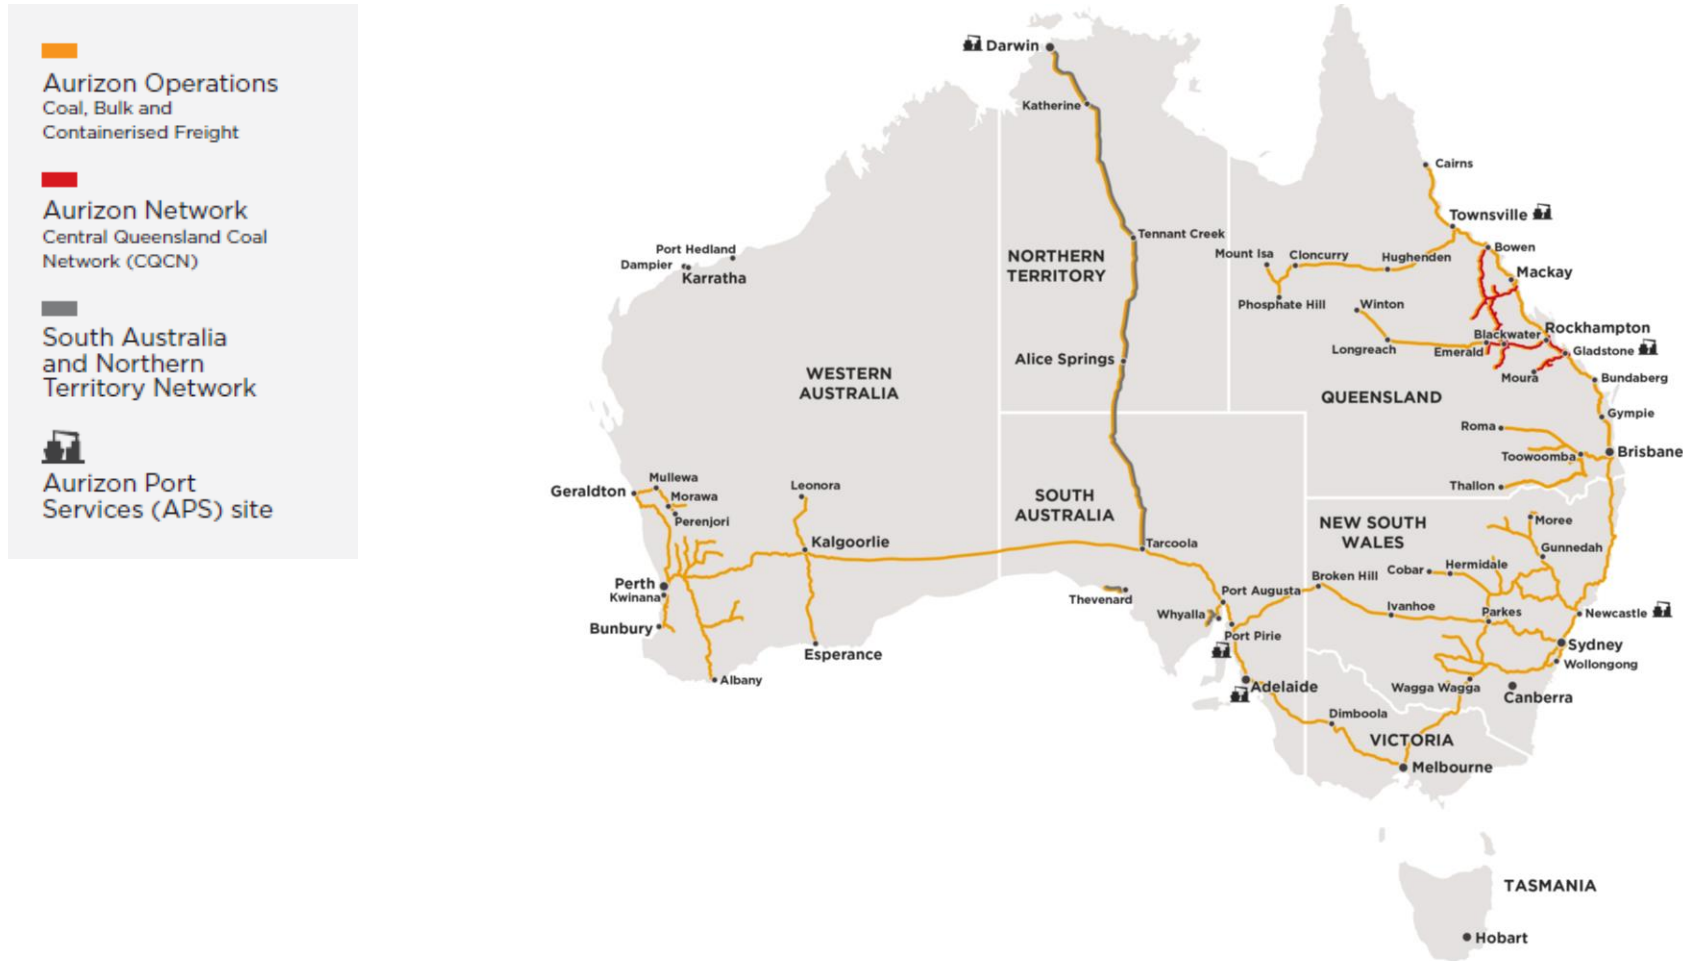 Aurizon Operations
Coal, Bulk and
Containerised Freight
Aurizon Network
Central Queensland Coal
Network (CQCN)
South Australia
and Northern
Territory Network
Aurizon Port
Services (APS) site
Darwin
Katherine
Cairns
Townsville
Tennant Creek
Bowen
Port Hedland
Dampier
Karratha
NORTHERN
TERRITORY
Mount Isa
Cloncurry
Hughenden
Mackay
Phosphate Hill
Winton
Rockhampton
Blackwater
Longreach
Emerald
Gladstone
Alice Springs
WESTERN
AUSTRALIA
Moura
Bundaberg
QUEENSLAND
Gympie
Roma
Brisbane
Toowoomba
Thallon
Mullewa
Geraldton
Morawa
Perenjori
Leonora
SOUTH
AUSTRALIA
NEW SOUTH
WALES
Moree
Kalgoorlie
Tarcoola
Gunnedah
Cobar
Hermidale
Broken Hill
Perth
Kwinana
Bunbury
Thevenard
Port Augusta
Whyalla
Port Pirie
Ivanhoe
Parkes
Newcastle
Sydney
Wollongong
Esperance
Albany
Adelaide
Wagga Wagga
Canberra
Dimboola
VICTORIA
Melbourne
TASMANIA
Hobart